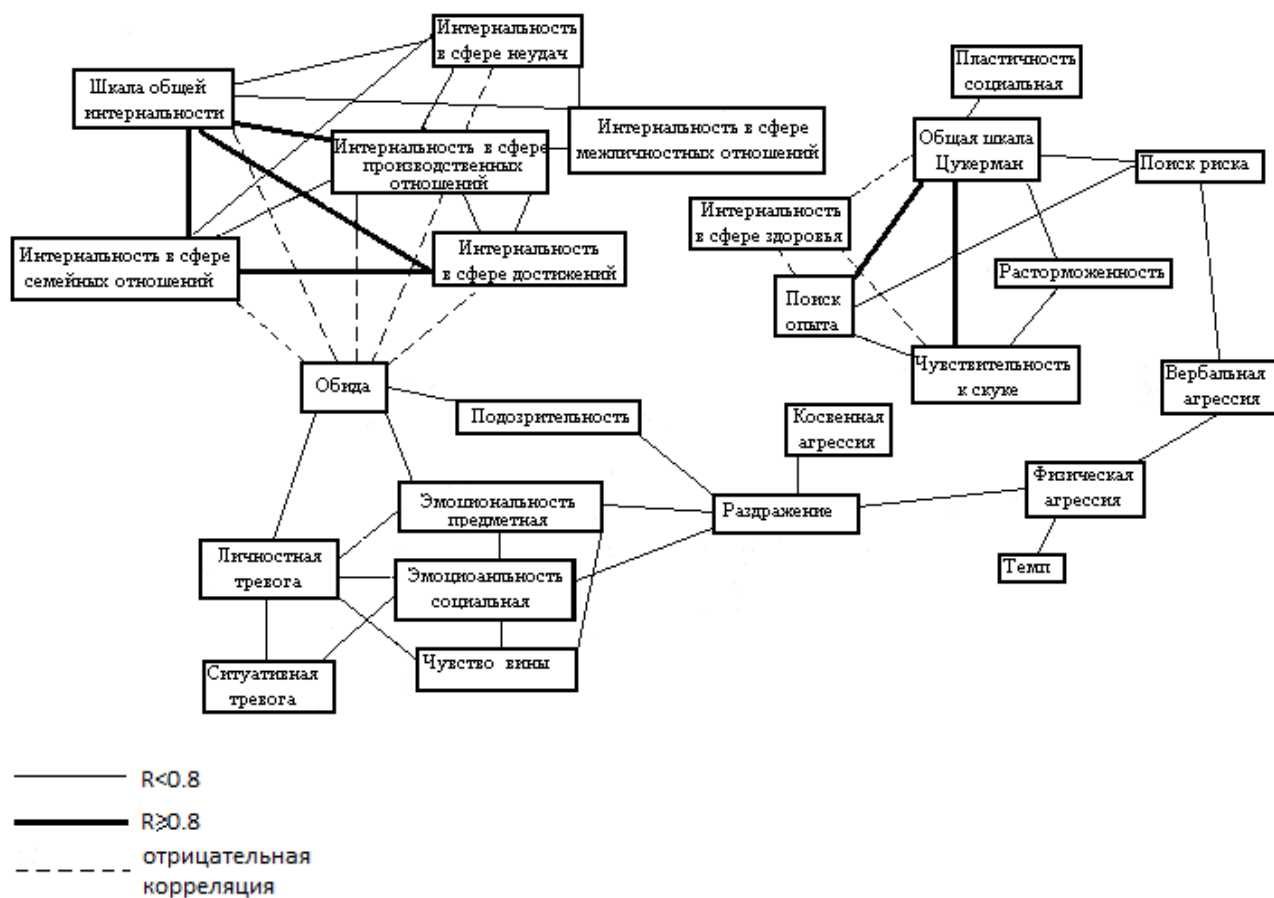 Интернальность
в сфере неудач
Шкала общей
интернальности
Интернальность в сфере
межличностных отношений
Интернальность в сфере
производственных
отношений
Интернальность в сфере
семейных отношений
Интернальность
в сфере достижений
Пластичность
социальная
Общая шкала
Цукерман
Поиск риска
Интернальность
в сфере здоровья
Расторможенность
Поиск
опыта
Чувствительность
к скуке
Вербальная
агрессия
Обида
Подозрительность
Косвенная
агрессия
Физическая
агрессия
Эмоциональность
предметная
Раздражение
Личностная
тревога
Эмоциоанльность
социальная
Темп
Чувство вины
Ситуативная
тревога
R<0.8
R≥0.8
отрицательная
корреляция